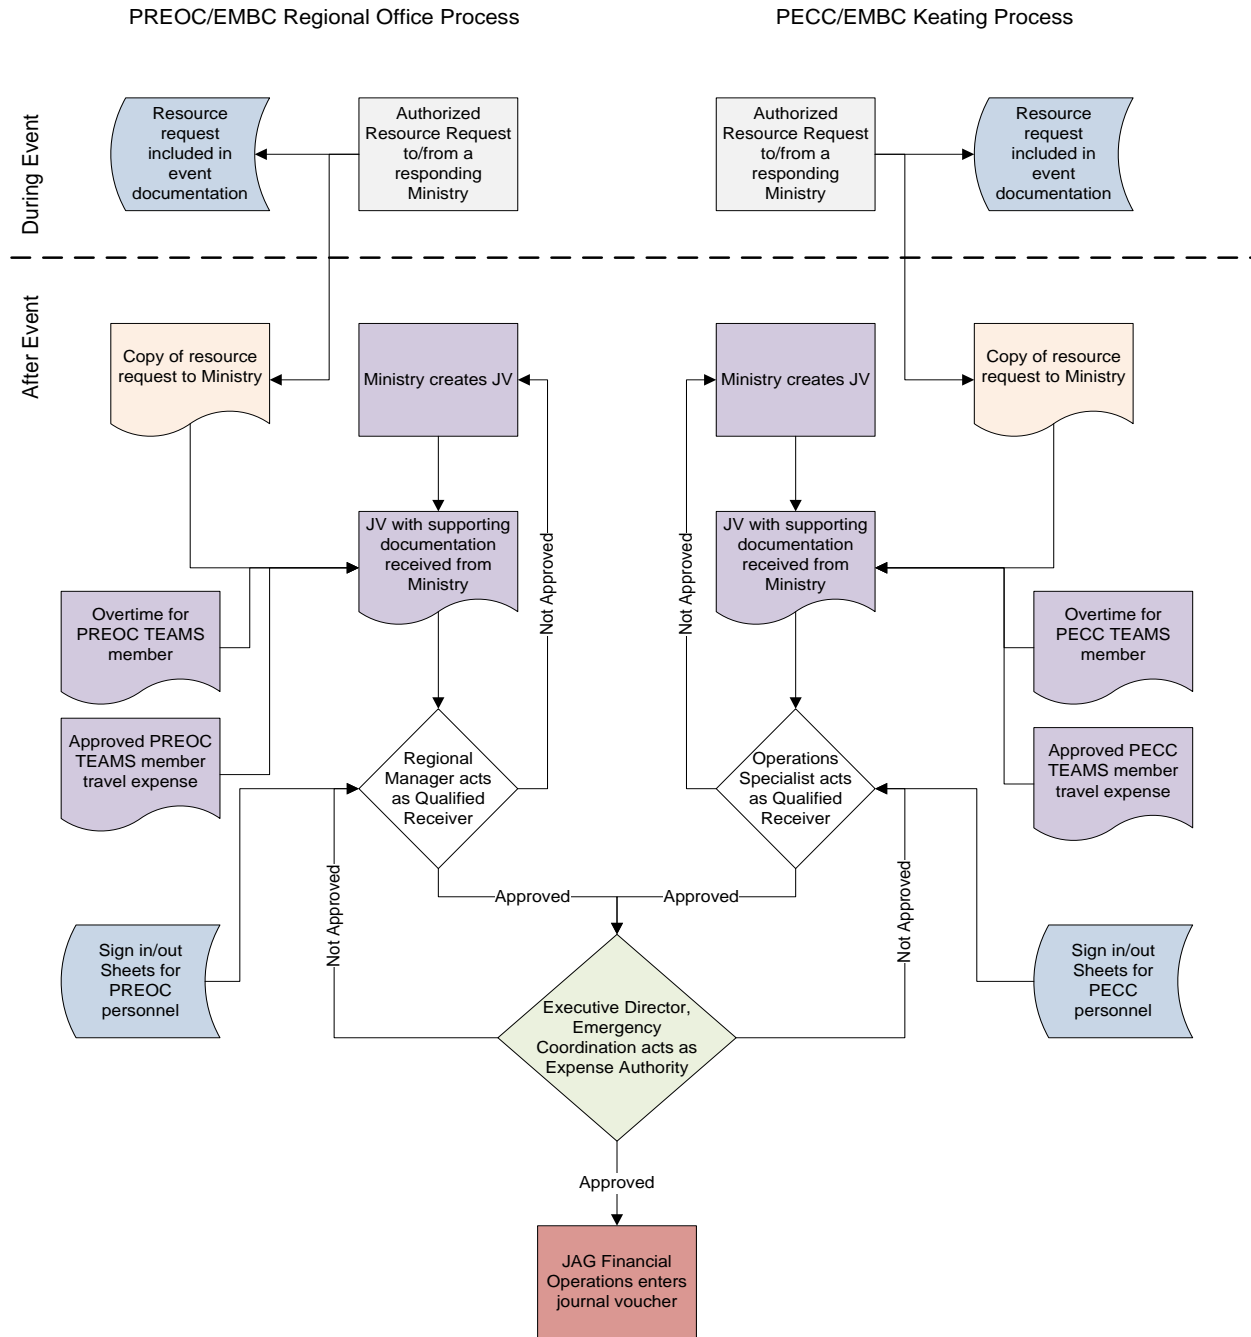 PREOC/EMBC Regional Office Process
PECC/EMBC Keating Process
During Event
Resource
request
included in
event
documentation
Authorized
Resource Request
to/from a
responding
Ministry
Authorized
Resource Request
to/from a
responding
Ministry
Resource
request
included in
event
documentation
After Event
Copy of resource
request to Ministry
Ministry creates JV
Ministry creates JV
Copy of resource
request to Ministry
JV with supporting
documentation
received from
Ministry
JV with supporting
documentation
received from
Ministry
Not Approved
Not Approved
Overtime for
PREOC TEAMS
member
Overtime for
PECC TEAMS
member
Approved PREOC
TEAMS member
travel expense
Regional
Manager acts
as Qualified
Receiver
Operations
Specialist acts
as Qualified
Receiver
Approved PECC
TEAMS member
travel expense
Approved
Approved
Not Approved
Not Approved
Sign in/out
Sheets for
PREOC
personnel
Executive Director,
Emergency
Coordination acts as
Expense Authority
Sign in/out
Sheets for
PECC
personnel
Approved
JAG Financial
Operations enters
journal voucher